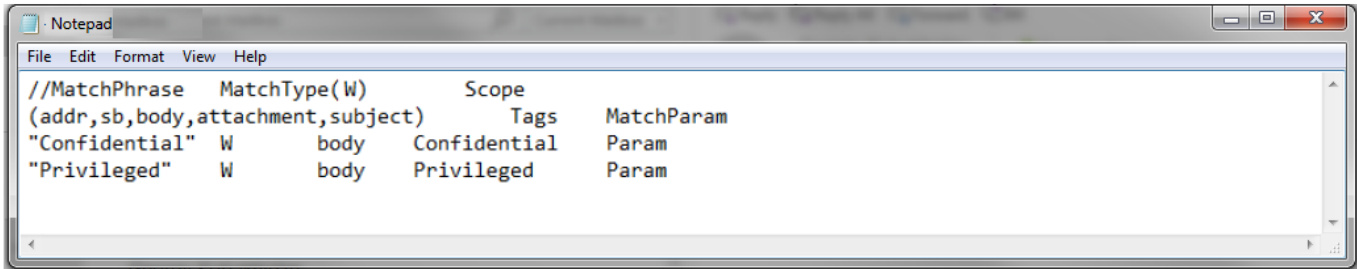 - Notepad
File Edit Format View Help
//MatchPhrase MatchType(W) Scope
(addr,sb,body,attachment,subject) Tags MatchParam
"Confidential" W body Confidential Param
"Privileged" W body Privileged Param